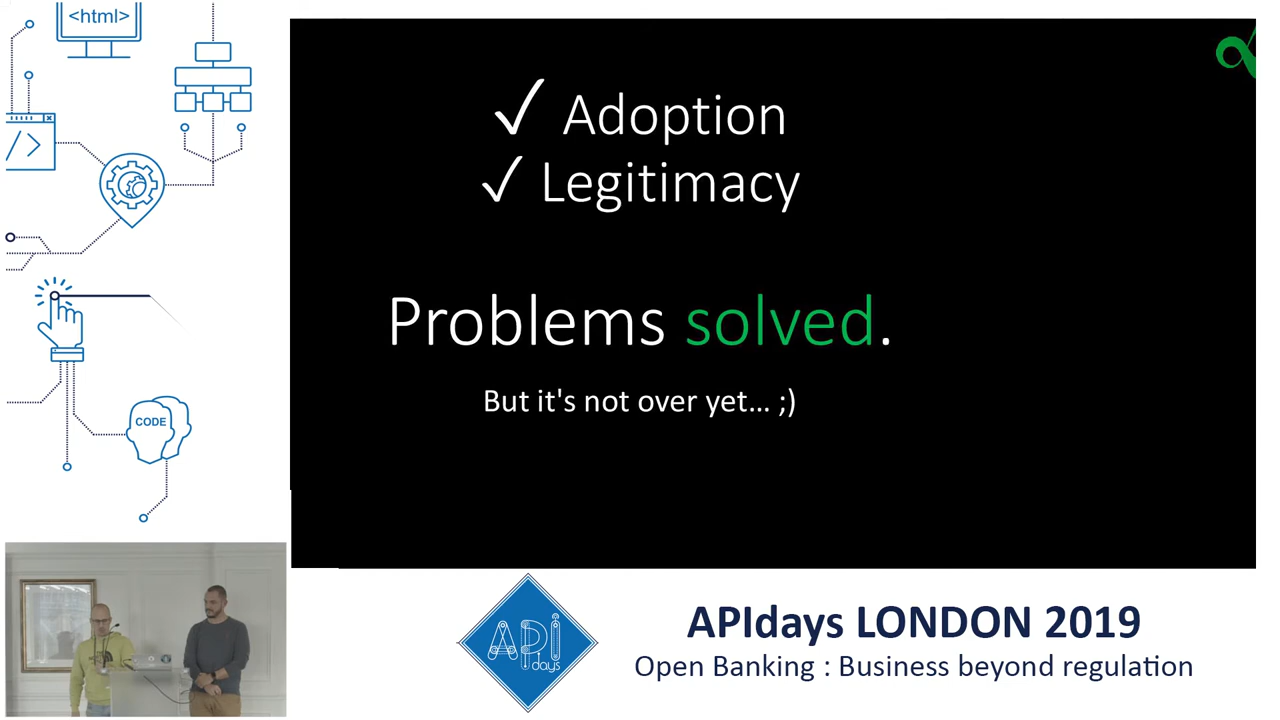 <html>
/>
CODE
✓ Adoption
✓ Legitimacy
Problems solved.
But it's not over yet... ;)
API
days
APIdays LONDON 2019
Open Banking : Business beyond regulation